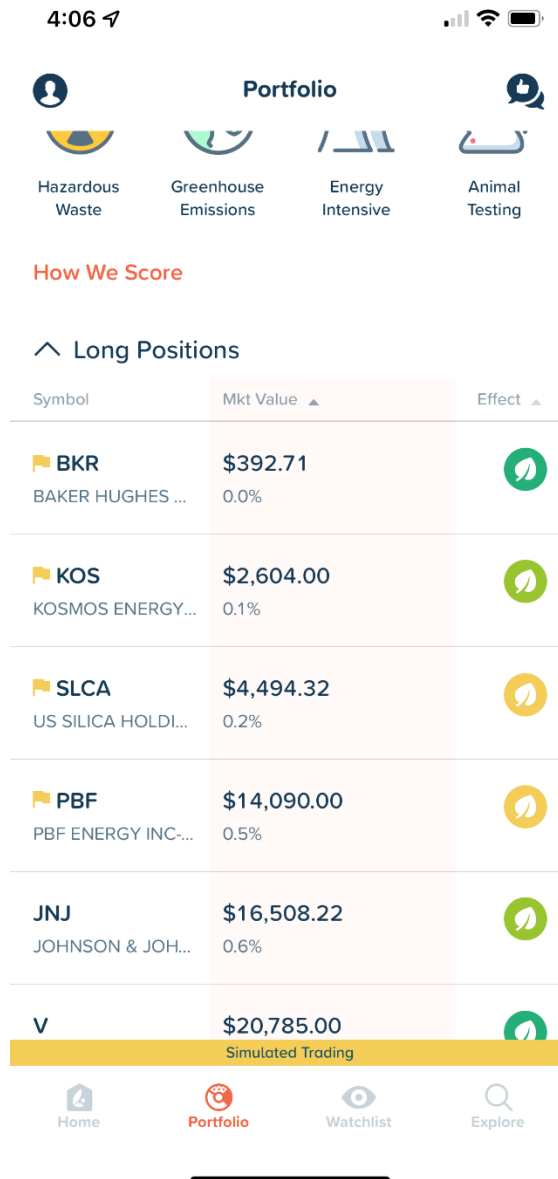 4:06
Portfolio
Hazardous Waste
Greenhouse Emissions
Energy Intensive
Animal Testing
How We Score
Long Positions
Symbol Mkt Value Effect
BKR $392.71
BAKER HUGHES ... 0.0%
KOS $2,604.00
KOSMOS ENERGY... 0.1%
SLCA $4,494.32
US SILICA HOLDI... 0.2%
PBF $14,090.00
PBF ENERGY INC-... 0.5%
JNJ $16,508.22
JOHNSON & JOH... 0.6%
V $20,785.00
Simulated Trading
Home Portfolio Watchlist Explore